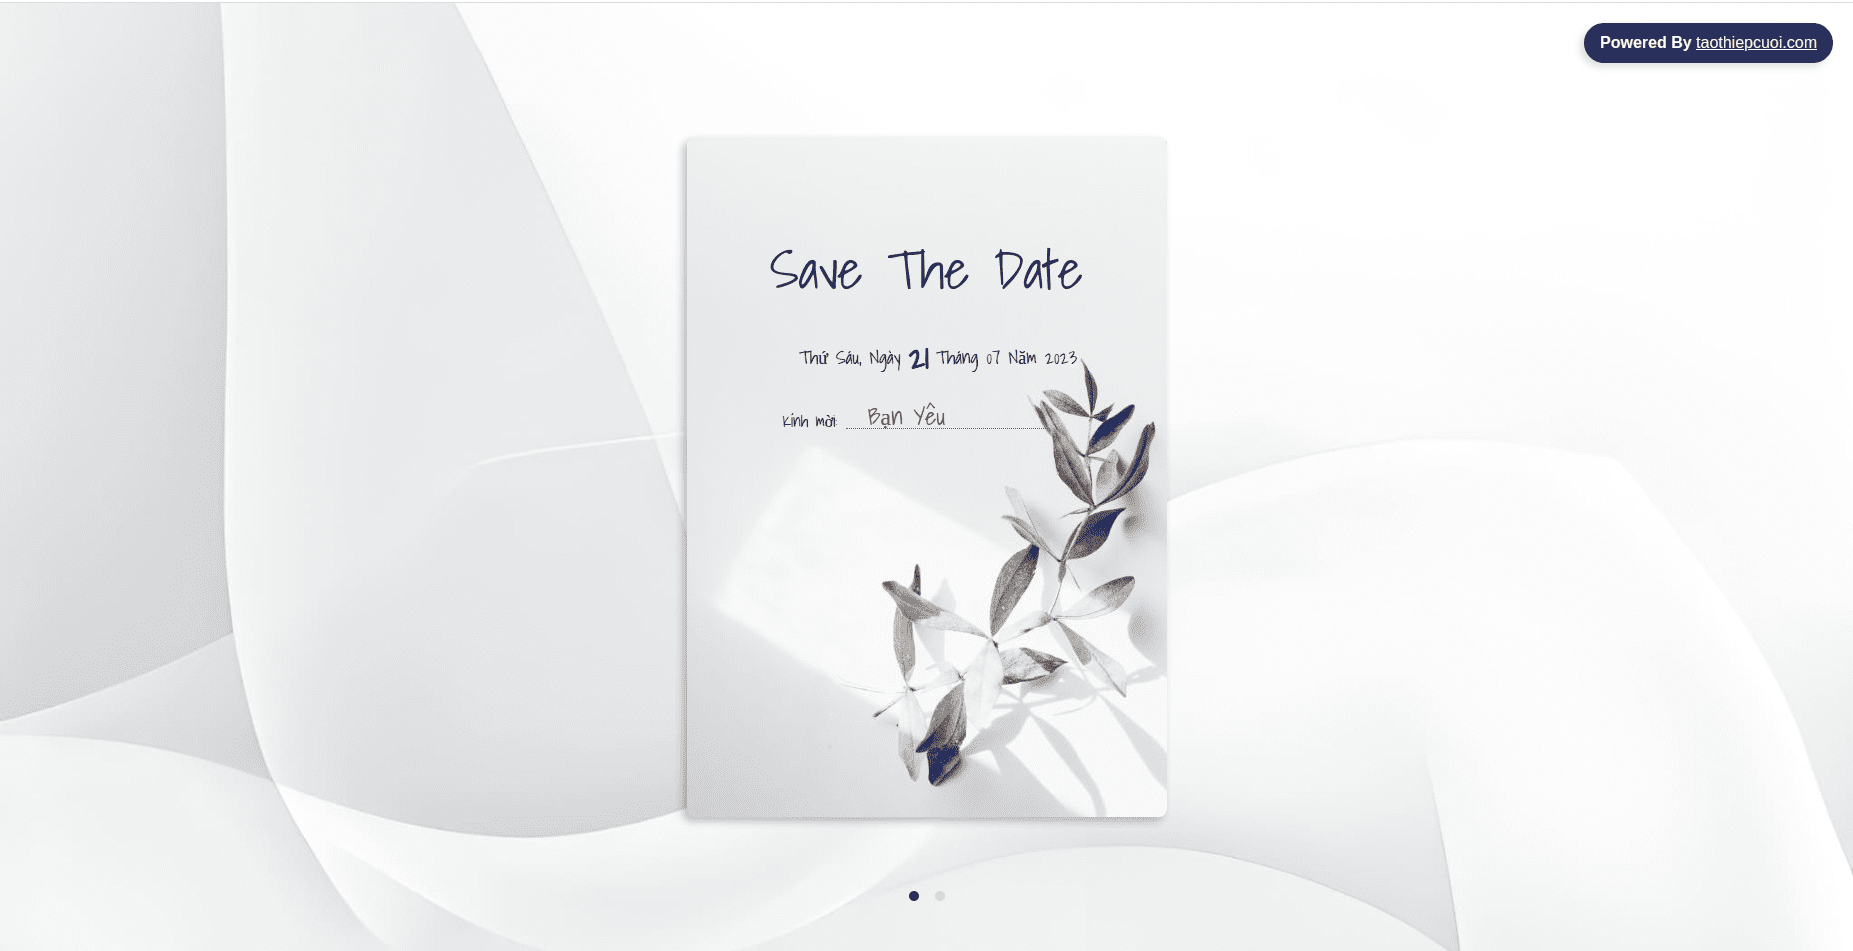 Powered By taothiepcuoi.com
Save The Date
Thứ Sáu, Ngày 21 Tháng 07 Năm 2023
Kính mời: Bạn Yêu